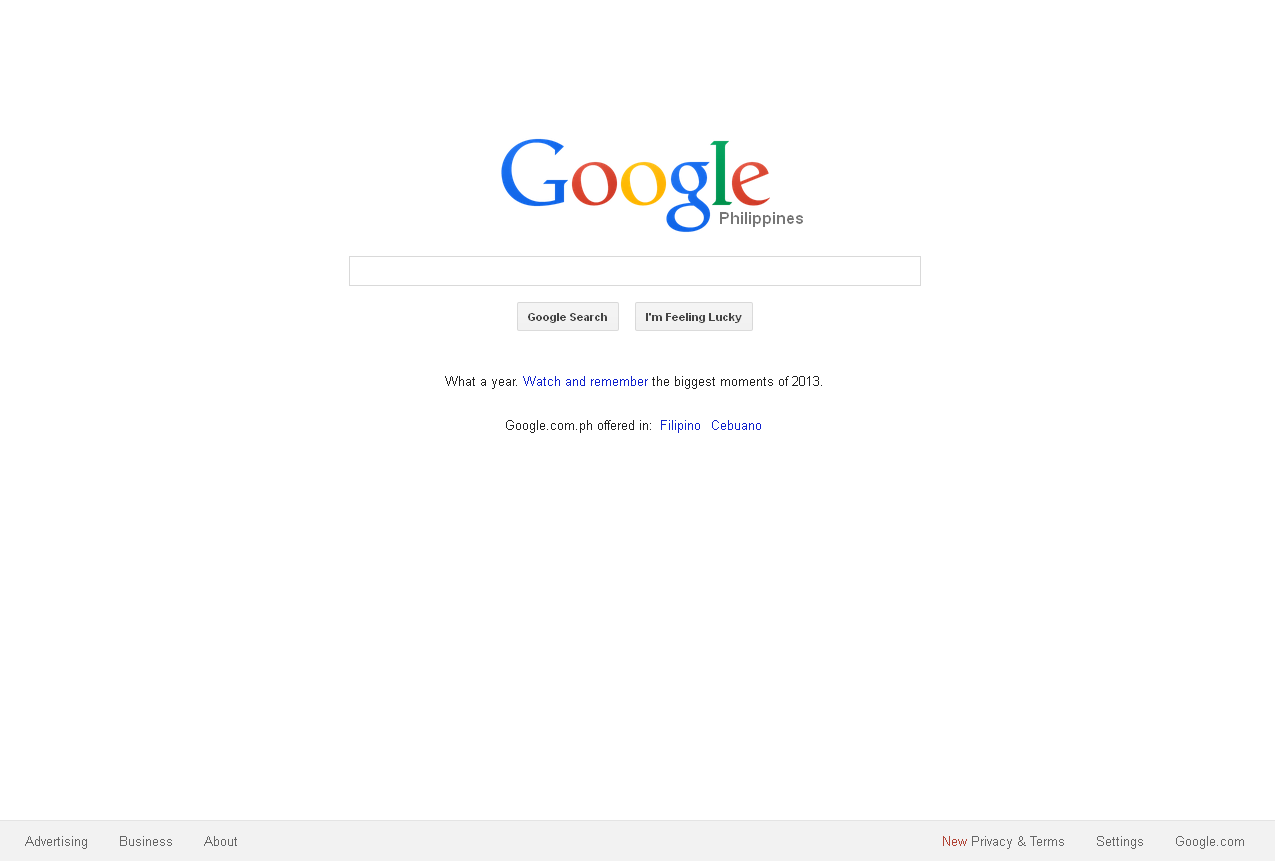 Google
Philippines
Google Search
I'm Feeling Lucky
What a year. Watch and remember the biggest moments of 2013.
Google.com.ph offered in: Filipino Cebuano
Advertising Business About New Privacy & Terms Settings Google.com